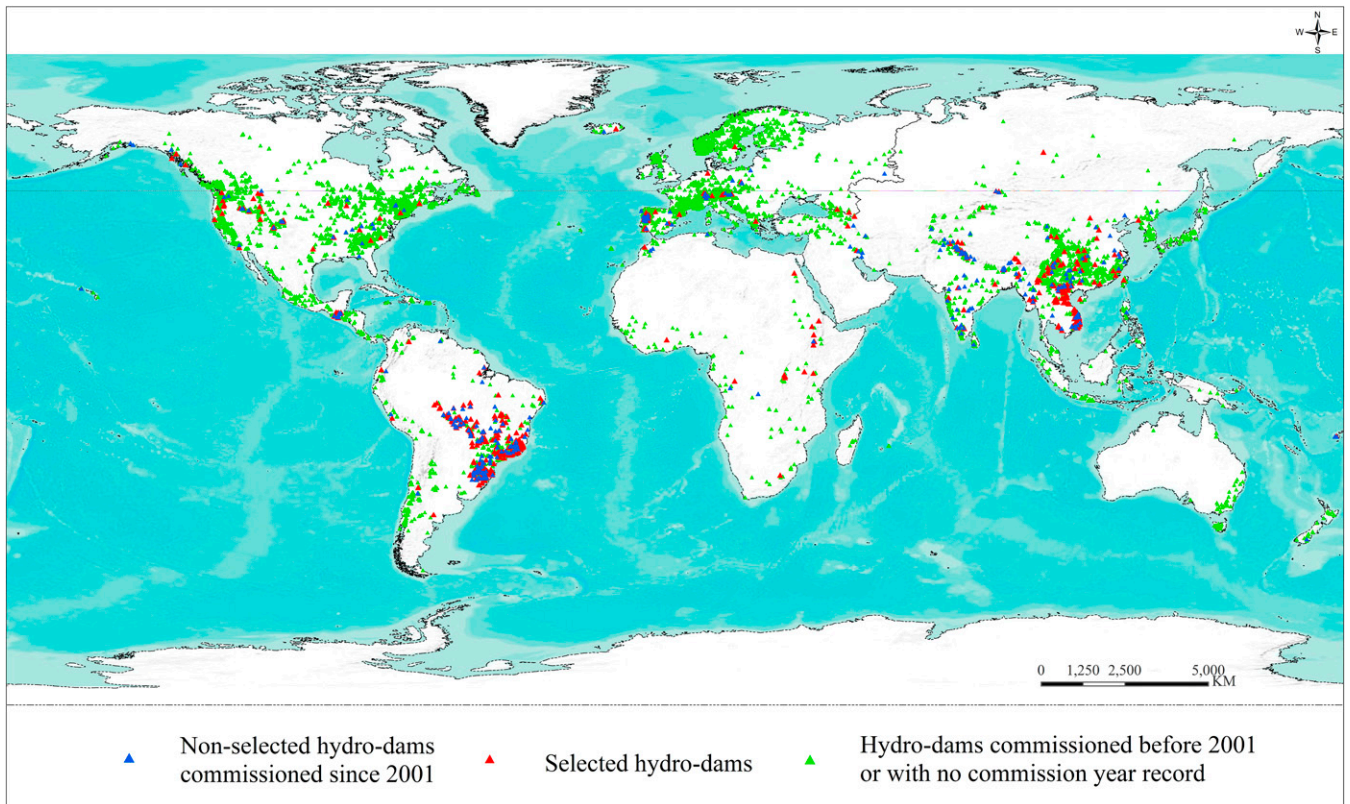 N
W E
S
0 1,250 2,500 5,000
KM
Non-selected hydro-dams
commissioned since 2001
Selected hydro-dams
Hydro-dams commissioned before 2001
or with no commission year record